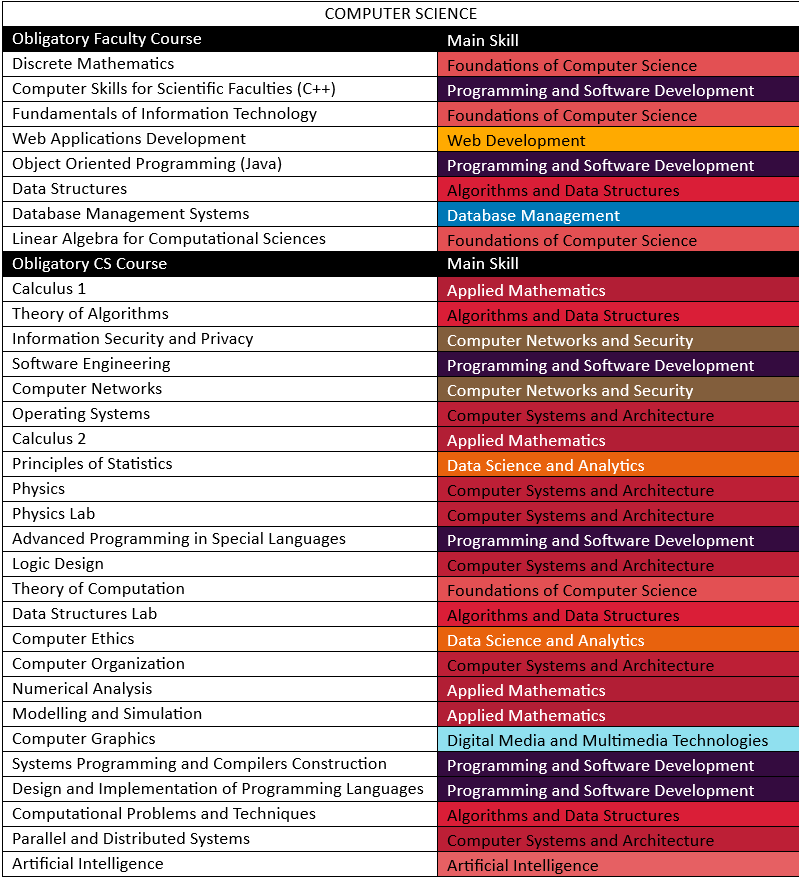 COMPUTER SCIENCE
Obligatory Faculty Course Main Skill
Discrete Mathematics Foundations of Computer Science
Computer Skills for Scientific Faculties (C++) Programming and Software Development
Fundamentals of Information Technology Foundations of Computer Science
Web Applications Development Web Development
Object Oriented Programming (Java) Programming and Software Development
Data Structures Algorithms and Data Structures
Database Management Systems Database Management
Linear Algebra for Computational Sciences Foundations of Computer Science
Obligatory CS Course Main Skill
Calculus 1 Applied Mathematics
Theory of Algorithms Algorithms and Data Structures
Information Security and Privacy Computer Networks and Security
Software Engineering Programming and Software Development
Computer Networks Computer Networks and Security
Operating Systems Computer Systems and Architecture
Calculus 2 Applied Mathematics
Principles of Statistics Data Science and Analytics
Physics Computer Systems and Architecture
Physics Lab Computer Systems and Architecture
Advanced Programming in Special Languages Programming and Software Development
Logic Design Computer Systems and Architecture
Theory of Computation Foundations of Computer Science
Data Structures Lab Algorithms and Data Structures
Computer Ethics Data Science and Analytics
Computer Organization Computer Systems and Architecture
Numerical Analysis Applied Mathematics
Modelling and Simulation Applied Mathematics
Computer Graphics Digital Media and Multimedia Technologies
Systems Programming and Compilers Construction Programming and Software Development
Design and Implementation of Programming Languages Programming and Software Development
Computational Problems and Techniques Algorithms and Data Structures
Parallel and Distributed Systems Computer Systems and Architecture
Artificial Intelligence Artificial Intelligence